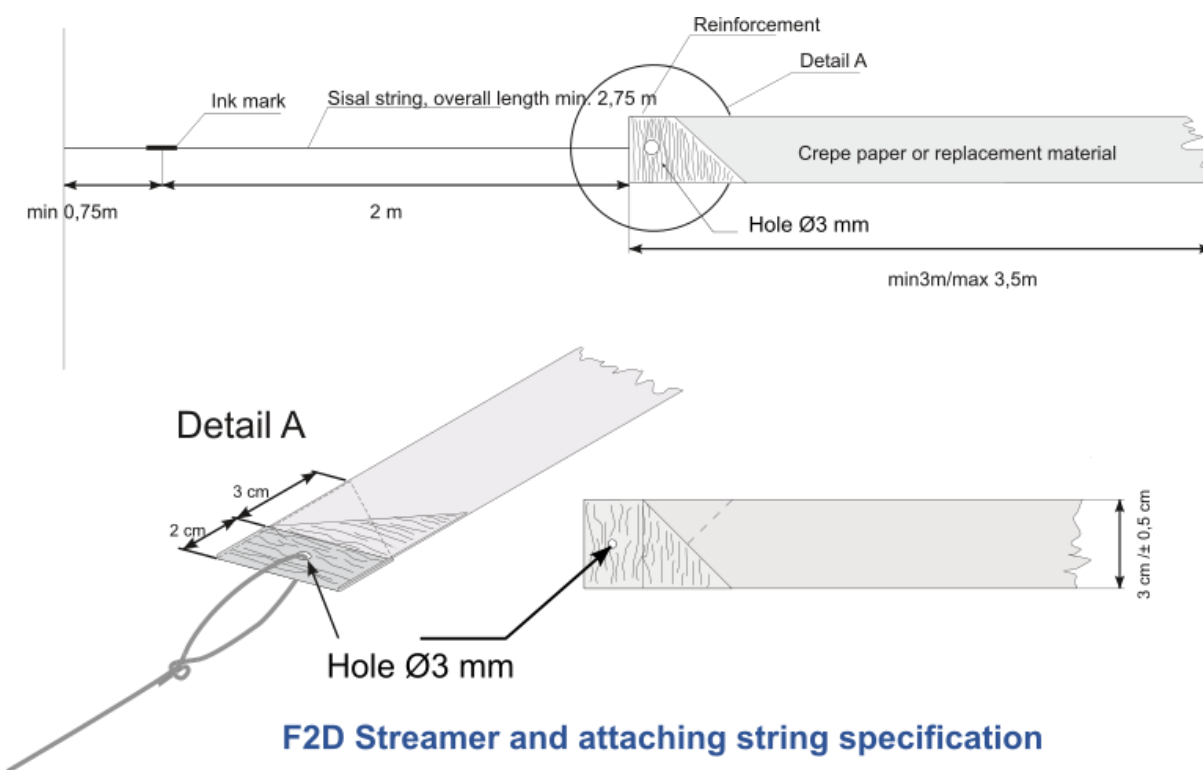 Reinforcement
Detail A
Ink mark
Sisal string, overall length min. 2,75 m
Crepe paper or replacement material
min 0,75m
2 m
Hole Ø3 mm
min3m/max 3,5m
Detail A
3 cm
2 cm
3 cm /± 0,5 cm
Hole Ø3 mm
F2D Streamer and attaching string specification